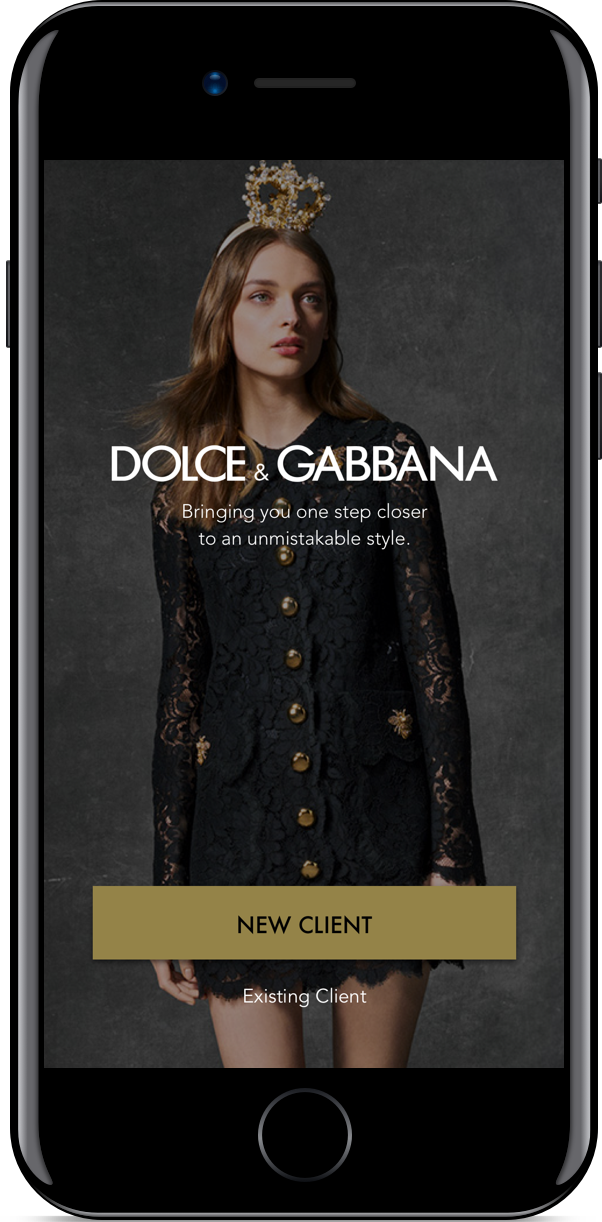 DOLCE & GABBANA
Bringing you one step closer
to an unmistakable style.
NEW CLIENT
Existing Client